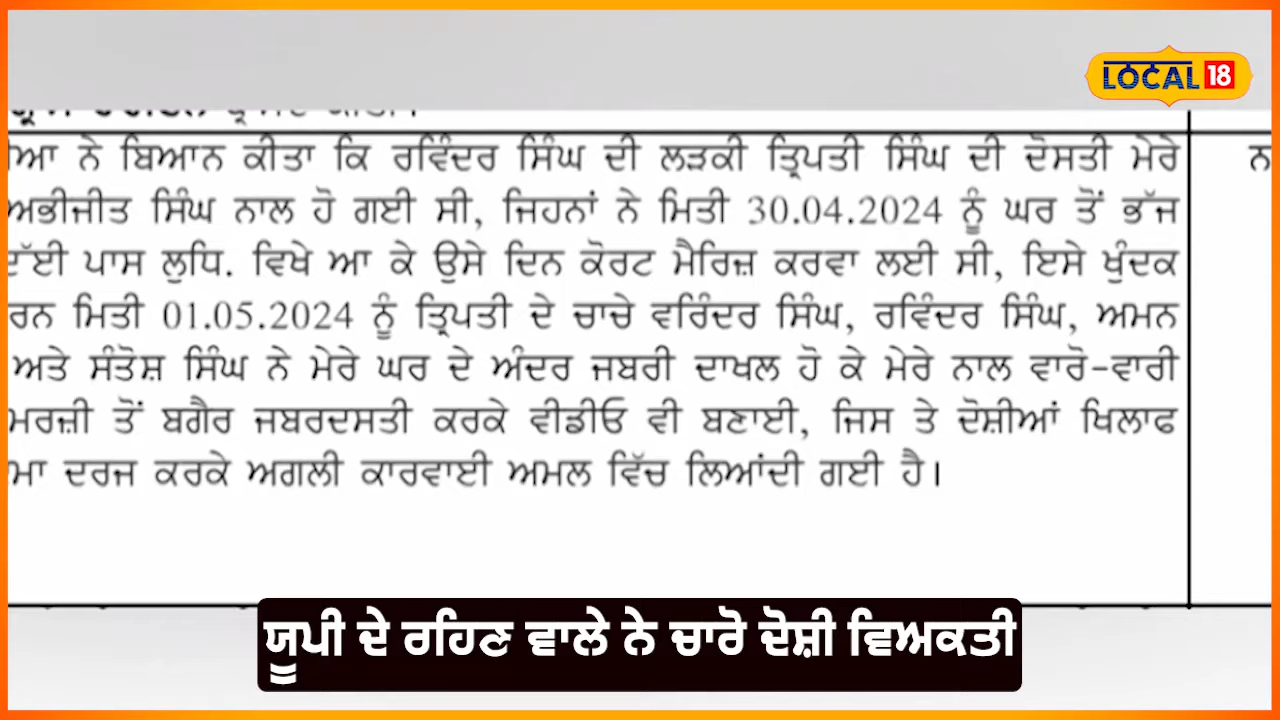 LOCAL 18
ਆ ਨੇ ਬਿਆਨ ਕੀਤਾ ਕਿ ਰਵਿੰਦਰ ਸਿੰਘ ਦੀ ਲੜਕੀ ਤ੍ਰਿਪਤੀ ਸਿੰਘ ਦੀ ਦੋਸਤੀ ਮੇਰੇ ਨ
ਅਭੀਜੀਤ ਸਿੰਘ ਨਾਲ ਹੋ ਗਈ ਸੀ, ਜਿਹਨਾਂ ਨੇ ਮਿਤੀ 30.04.2024 ਨੂੰ ਘਰ ਤੋਂ ਭੱਜ
ਪਾਸ ਲੁਧਿ. ਵਿਖੇ ਆ ਕੇ ਉਸੇ ਦਿਨ ਕੋਰਟ ਮੈਰਿਜ਼ ਕਰਵਾ ਲਈ ਸੀ, ਇਸੇ ਖੁੰਦਕ
ਰਨ ਮਿਤੀ 01.05.2024 ਨੂੰ ਤ੍ਰਿਪਤੀ ਦੇ ਚਾਚੇ ਵਰਿੰਦਰ ਸਿੰਘ, ਰਵਿੰਦਰ ਸਿੰਘ, ਅਮਨ
ਅਤੇ ਸੰਤੋਸ਼ ਸਿੰਘ ਨੇ ਮੇਰੇ ਘਰ ਦੇ ਅੰਦਰ ਜਬਰੀ ਦਾਖਲ ਹੋ ਕੇ ਮੇਰੇ ਨਾਲ ਵਾਰੋ-ਵਾਰੀ
ਮਰਜ਼ੀ ਤੋਂ ਬਗੈਰ ਜਬਰਦਸਤੀ ਕਰਕੇ ਵੀਡੀਓ ਵੀ ਬਣਾਈ, ਜਿਸ ਤੇ ਦੋਸ਼ੀਆਂ ਖਿਲਾਫ
ਮਾ ਦਰਜ ਕਰਕੇ ਅਗਲੀ ਕਾਰਵਾਈ ਅਮਲ ਵਿੱਚ ਲਿਆਂਦੀ ਗਈ ਹੈ।
ਯੂਪੀ ਦੇ ਰਹਿਣ ਵਾਲੇ ਨੇ ਚਾਰੋ ਦੋਸ਼ੀ ਵਿਅਕਤੀ